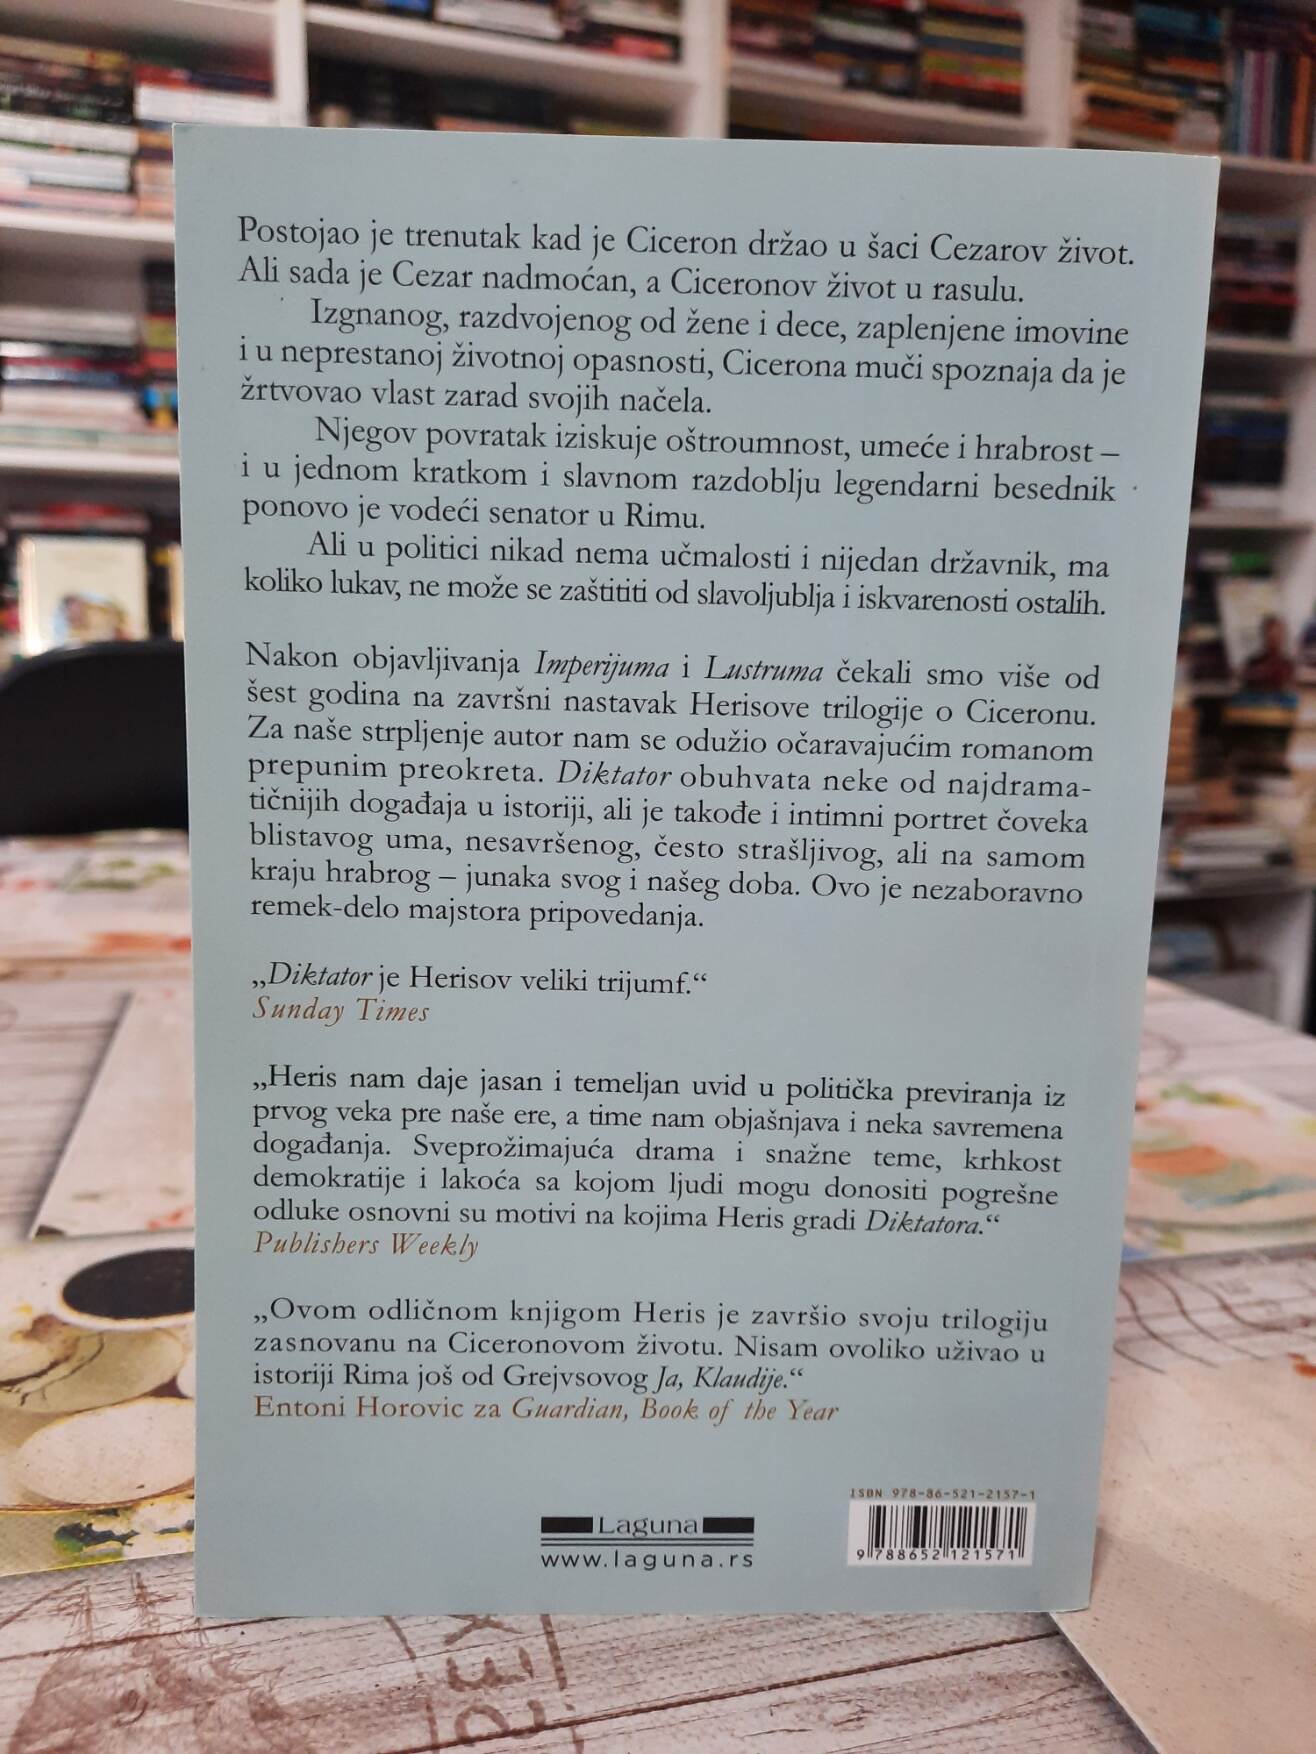 Postojao je trenutak kad je Ciceron držao u šaci Cezarov život.
Ali sada je Cezar nadmoćan, a Ciceronov život u rasulu.
Izgnanog, razdvojenog od žene i dece, zaplenjene imovine
i u neprestanoj životnoj opasnosti, Cicerona muči spoznaja da je
žrtvovao vlast zarad svojih načela.
Njegov povratak iziskuje oštroumnost, umeće i hrabrost –
i u jednom kratkom i slavnom razdoblju legendarni besednik
ponovo je vodeći senator u Rimu.
Ali u politici nikad nema učmalosti i nijedan državnik, ma
koliko lukav, ne može se zaštititi od slavoljublja i iskvarenosti ostalih.
Nakon objavljivanja Imperijuma i Lustruma čekali smo više od
šest godina na završni nastavak Herisove trilogije o Ciceronu.
Za naše strpljenje autor nam se odužio očaravajućim romanom
prepunim preokreta. Diktator obuhvata neke od najdrama-
tičnijih događaja u istoriji, ali je takođe i intimni portret čoveka
blistavog uma, nesavršenog, često strašljivog, ali na samom
kraju hrabrog – junaka svog i našeg doba. Ovo je nezaboravno
remek-delo majstora pripovedanja.
„Diktator je Herisov veliki trijumf.“
Sunday Times
„Heris nam daje jasan i temeljan uvid u politička previranja iz
prvog veka pre naše ere, a time nam objašnjava i neka savremena
događanja. Sveprožimajuća drama i snažne teme, krhkost
demokratije i lakoća sa kojom ljudi mogu donositi pogrešne
odluke osnovni su motivi na kojima Heris gradi Diktatora.“
Publishers Weekly
„Ovom odličnom knjigom Heris je završio svoju trilogiju
zasnovanu na Ciceronovom životu. Nisam ovoliko uživao u
istoriji Rima još od Grejvsovog Ja, Klaudije.“
Entoni Horovic za Guardian, Book of the Year
ISBN 978-86-521-2157-1
Laguna
www.laguna.rs
9 788652 121571